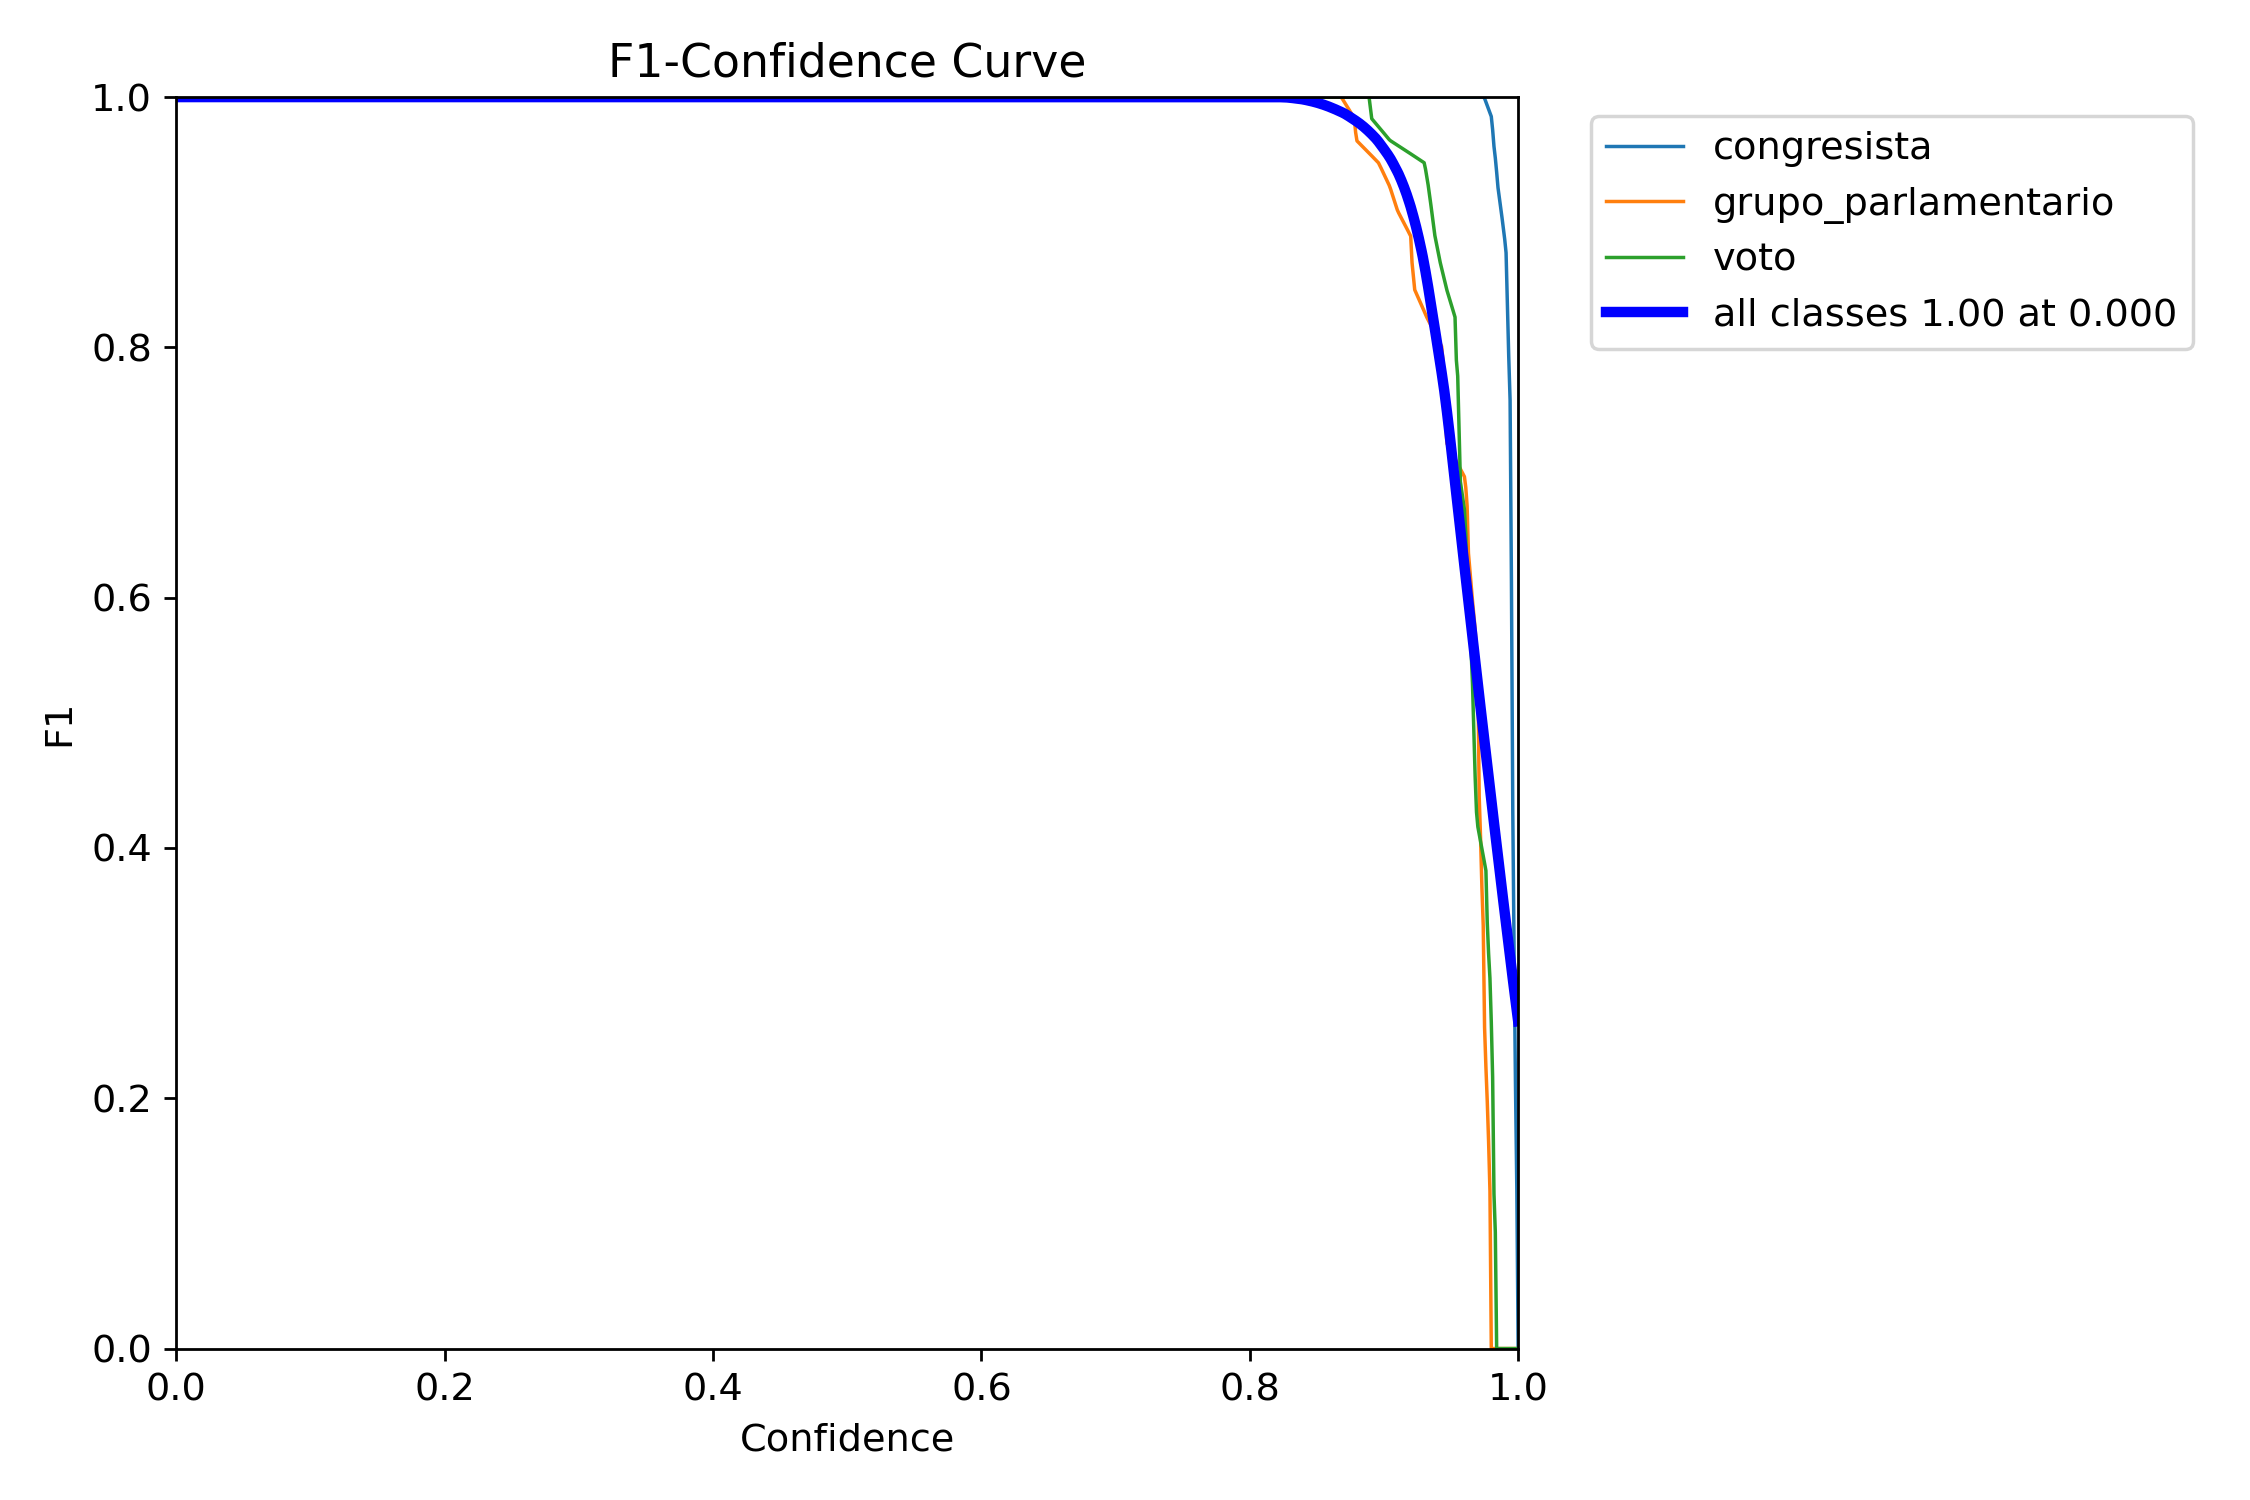 F1-Confidence Curve
1.0
0.8
0.6
0.4
0.2
0.0
F1
0.0 0.2 0.4 0.6 0.8 1.0
Confidence
congresista
grupo_parlamentario
voto
all classes 1.00 at 0.000